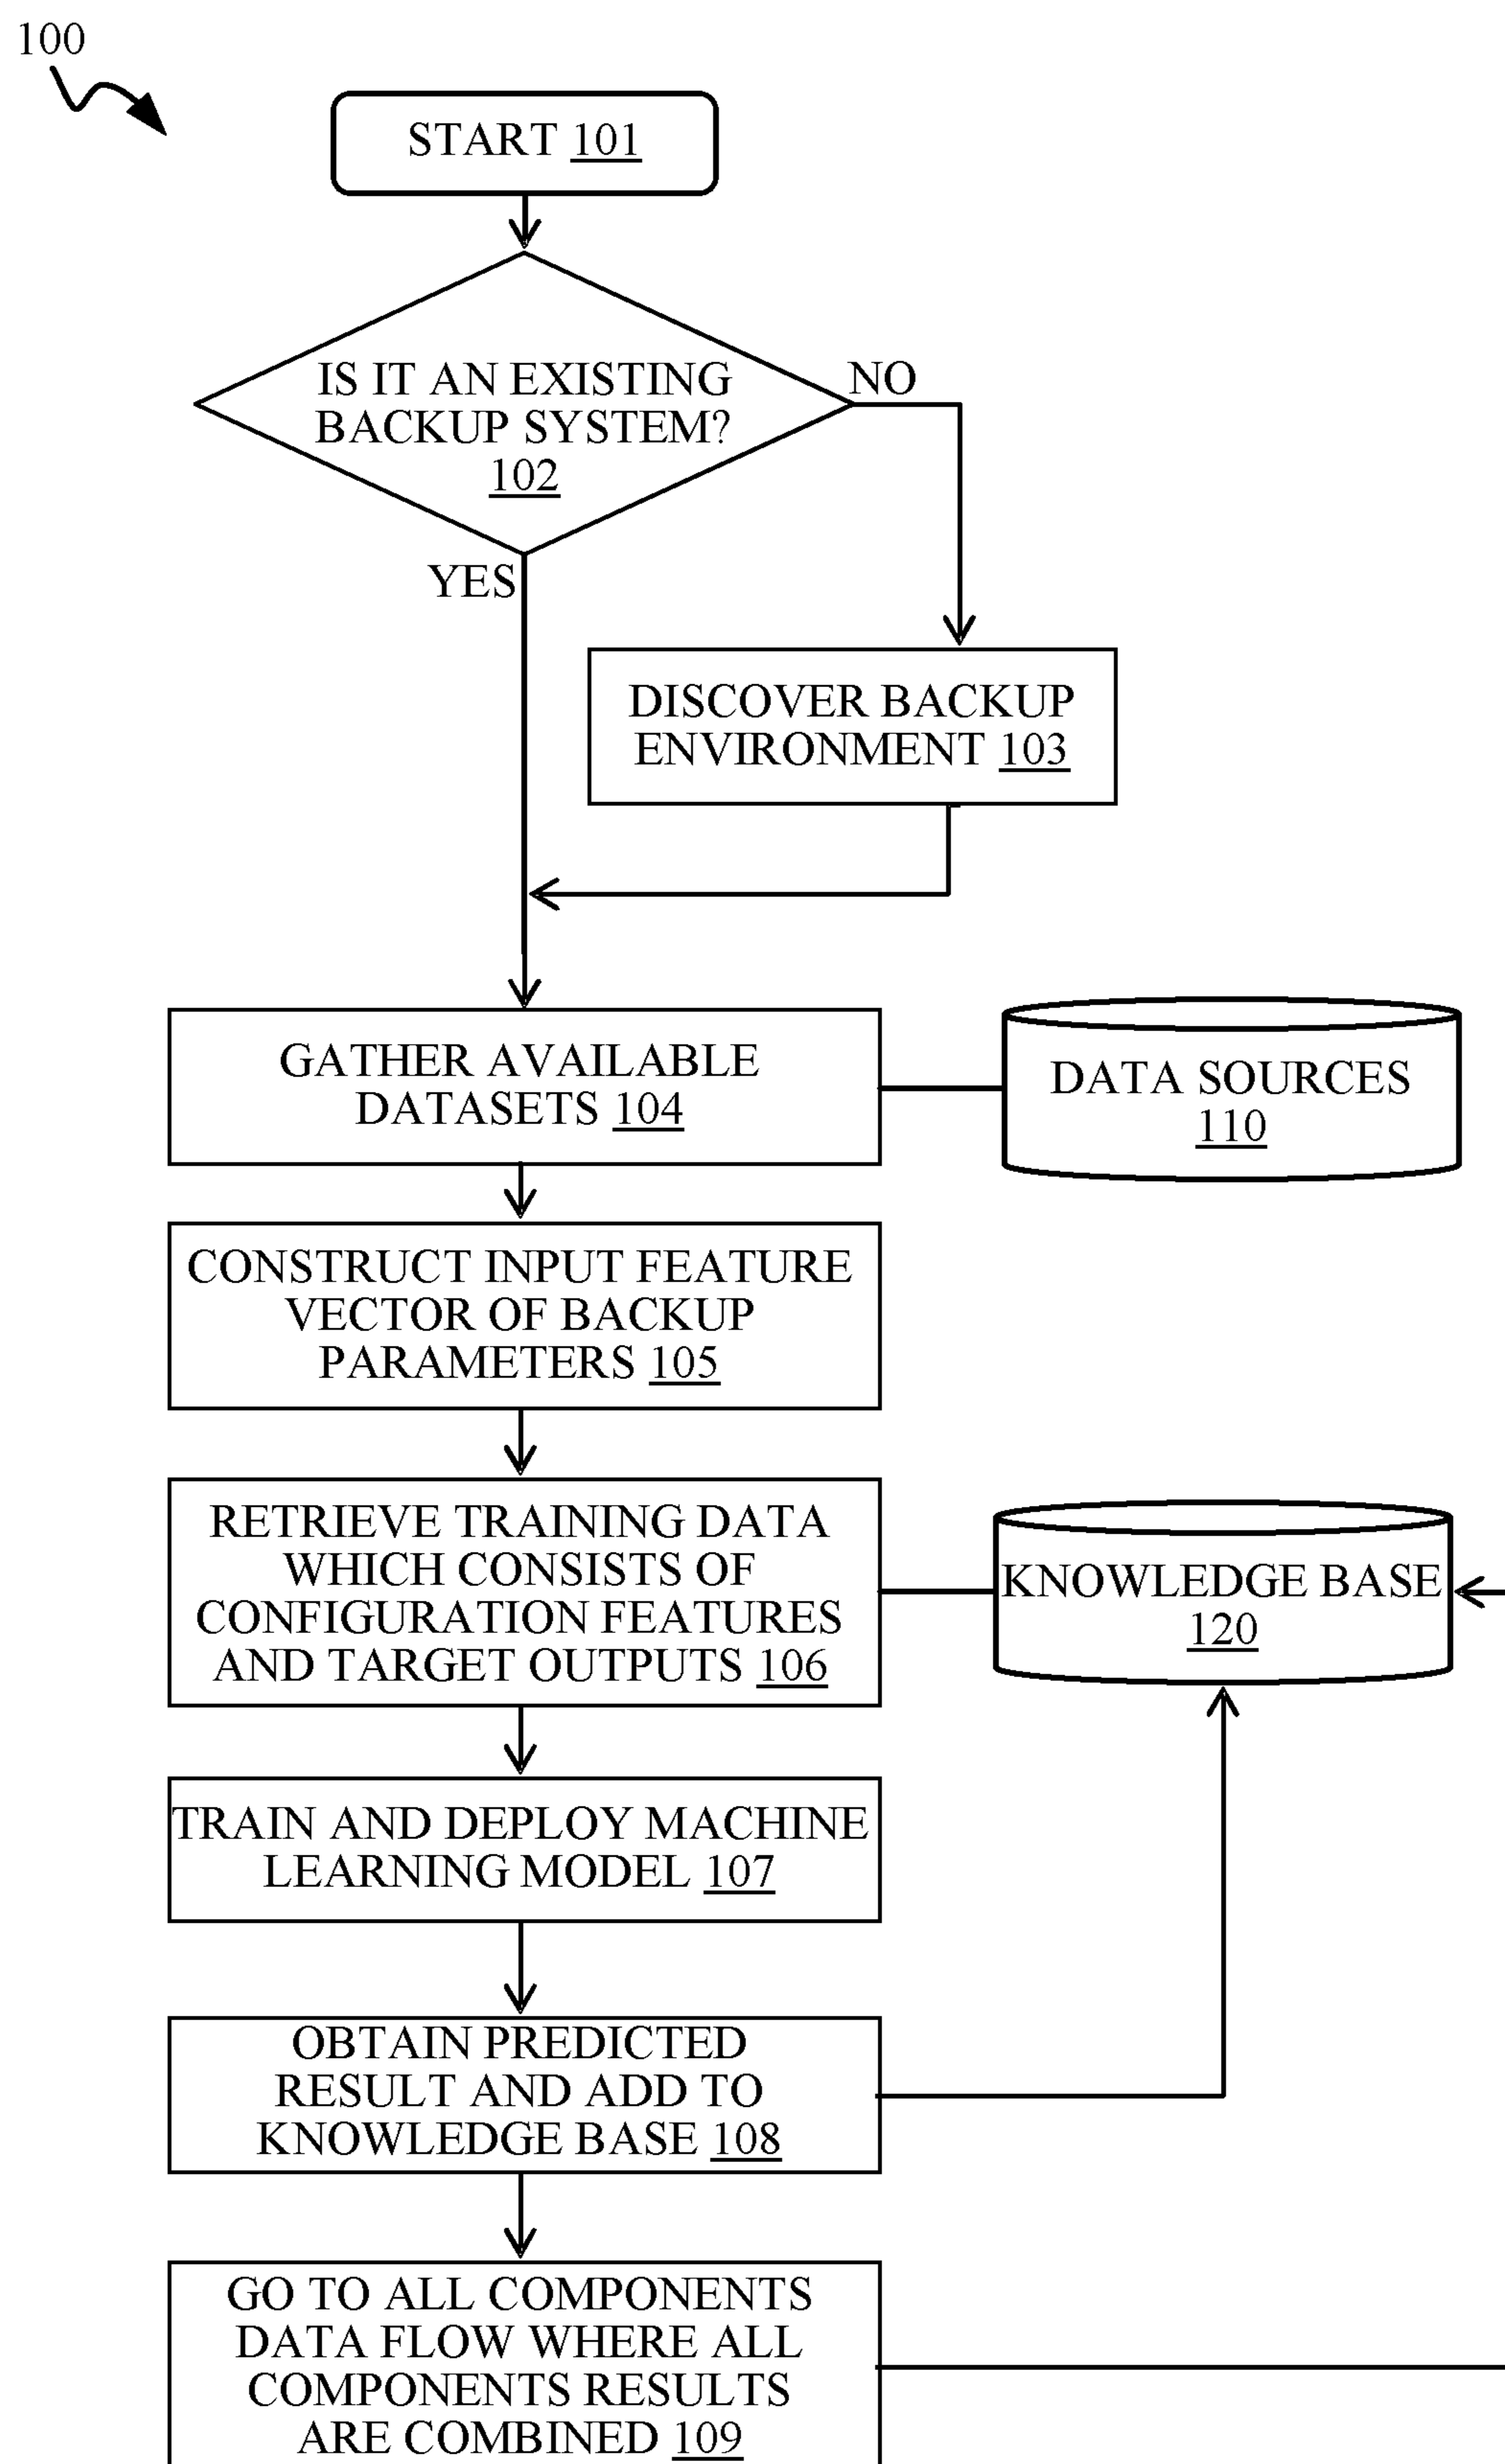 100
START 101
IS IT AN EXISTING
BACKUP SYSTEM?
102
NO
YES
DISCOVER BACKUP
ENVIRONMENT 103
GATHER AVAILABLE
DATASETS 104
DATA SOURCES
110
CONSTRUCT INPUT FEATURE
VECTOR OF BACKUP
PARAMETERS 105
RETRIEVE TRAINING DATA
WHICH CONSISTS OF
CONFIGURATION FEATURES
AND TARGET OUTPUTS 106
KNOWLEDGE BASE
120
TRAIN AND DEPLOY MACHINE
LEARNING MODEL 107
OBTAIN PREDICTED
RESULT AND ADD TO
KNOWLEDGE BASE 108
GO TO ALL COMPONENTS
DATA FLOW WHERE ALL
COMPONENTS RESULTS
ARE COMBINED 109